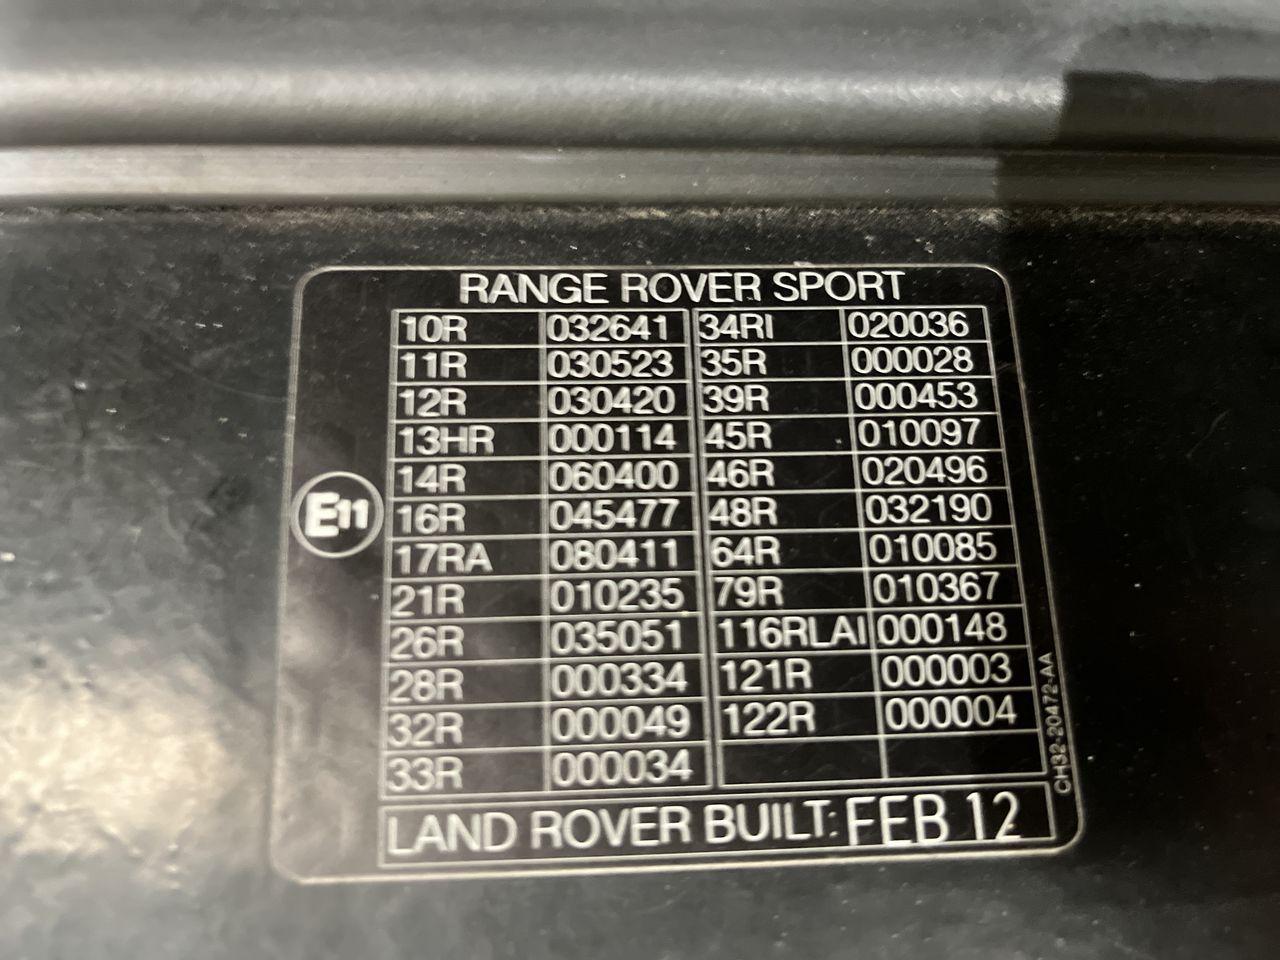 RANGE ROVER SPORT
10R 032641 34RI 020036
11R 030523 35R 000028
12R 030420 39R 000453
13HR 000114 45R 010097
14R 060400 46R 020496
16R 045477 48R 032190
17RA 080411 64R 010085
21R 010235 79R 010367
26R 035051 116RLAI 000148
28R 000334 121R 000003
32R 000049 122R 000004
33R 000034
E11
LAND ROVER BUILT: FEB 12
CH32-20472-AA